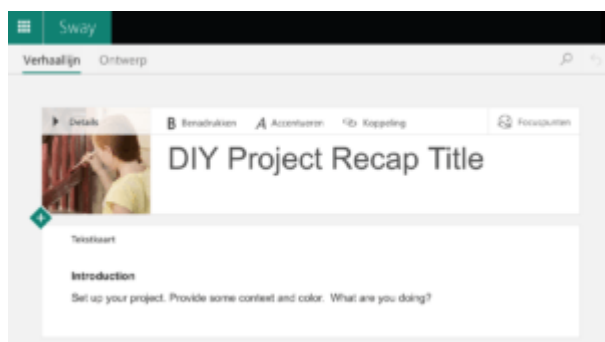 Sway
Verhaallijn Ontwerp
Details B Benadrukken A Accentueren Koppeling Focuspunten
DIY Project Recap Title
Tekstkaart
Introduction
Set up your project. Provide some context and color. What are you doing?